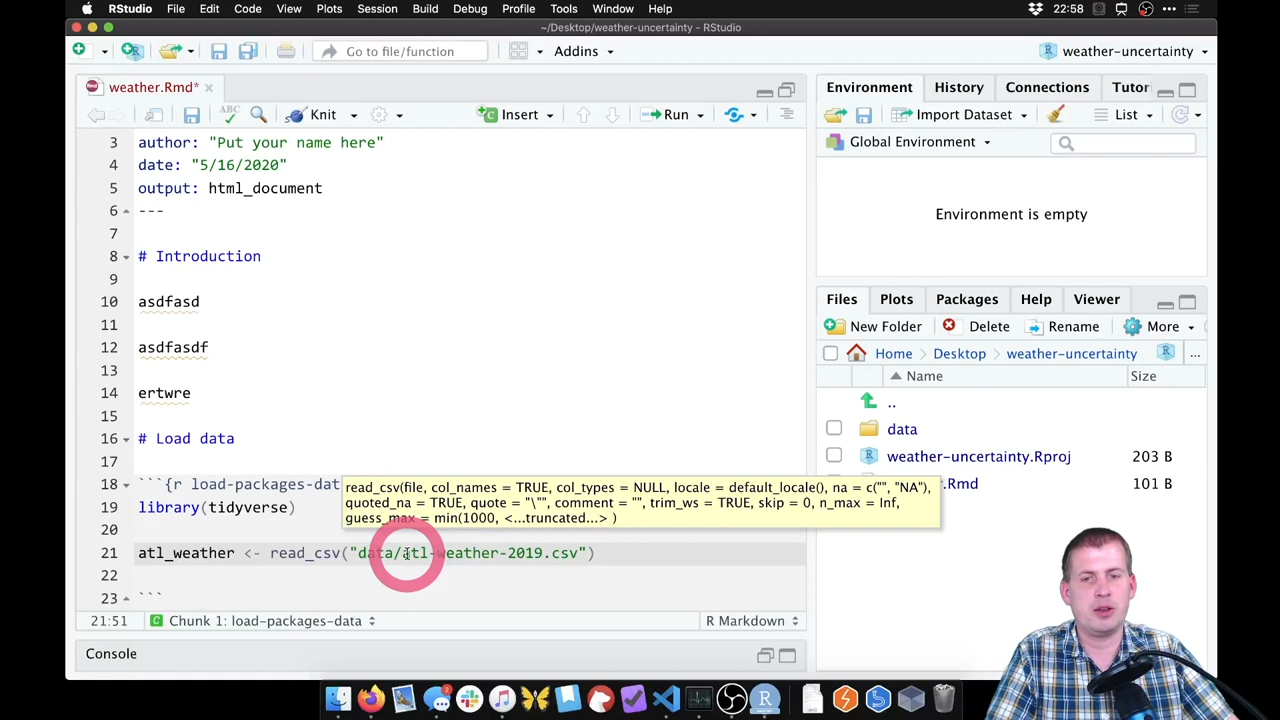 RStudio File Edit Code View Plots Session Build Debug Profile Tools Window Help 22:58
~/Desktop/weather-uncertainty - RStudio
Go to file/function Addins weather-uncertainty
weather.Rmd*
ABC Knit Insert Run
3 author: "Put your name here"
4 date: "5/16/2020"
5 output: html_document
6 ---
7
8 # Introduction
9
10 asdfasd
11
12 asdfasdf
13
14 ertwre
15
16 # Load data
17
18 ```{r load-packages-dat
read_csv(file, col_names = TRUE, col_types = NULL, locale = default_locale(), na = c("", "NA"),
quoted_na = TRUE, quote = "\"", comment = "", trim_ws = TRUE, skip = 0, n_max = Inf,
guess_max = min(1000, <...truncated...> )
19 library(tidyverse)
20
21 atl_weather <- read_csv("data/atl-weather-2019.csv")
22
23 ```
21:51 Chunk 1: load-packages-data R Markdown
Console
Environment History Connections Tutor
Import Dataset List
Global Environment
Environment is empty
Files Plots Packages Help Viewer
New Folder Delete Rename More
Home Desktop weather-uncertainty ...
Name Size
..
data
weather-uncertainty.Rproj 203 B
.Rmd 101 B